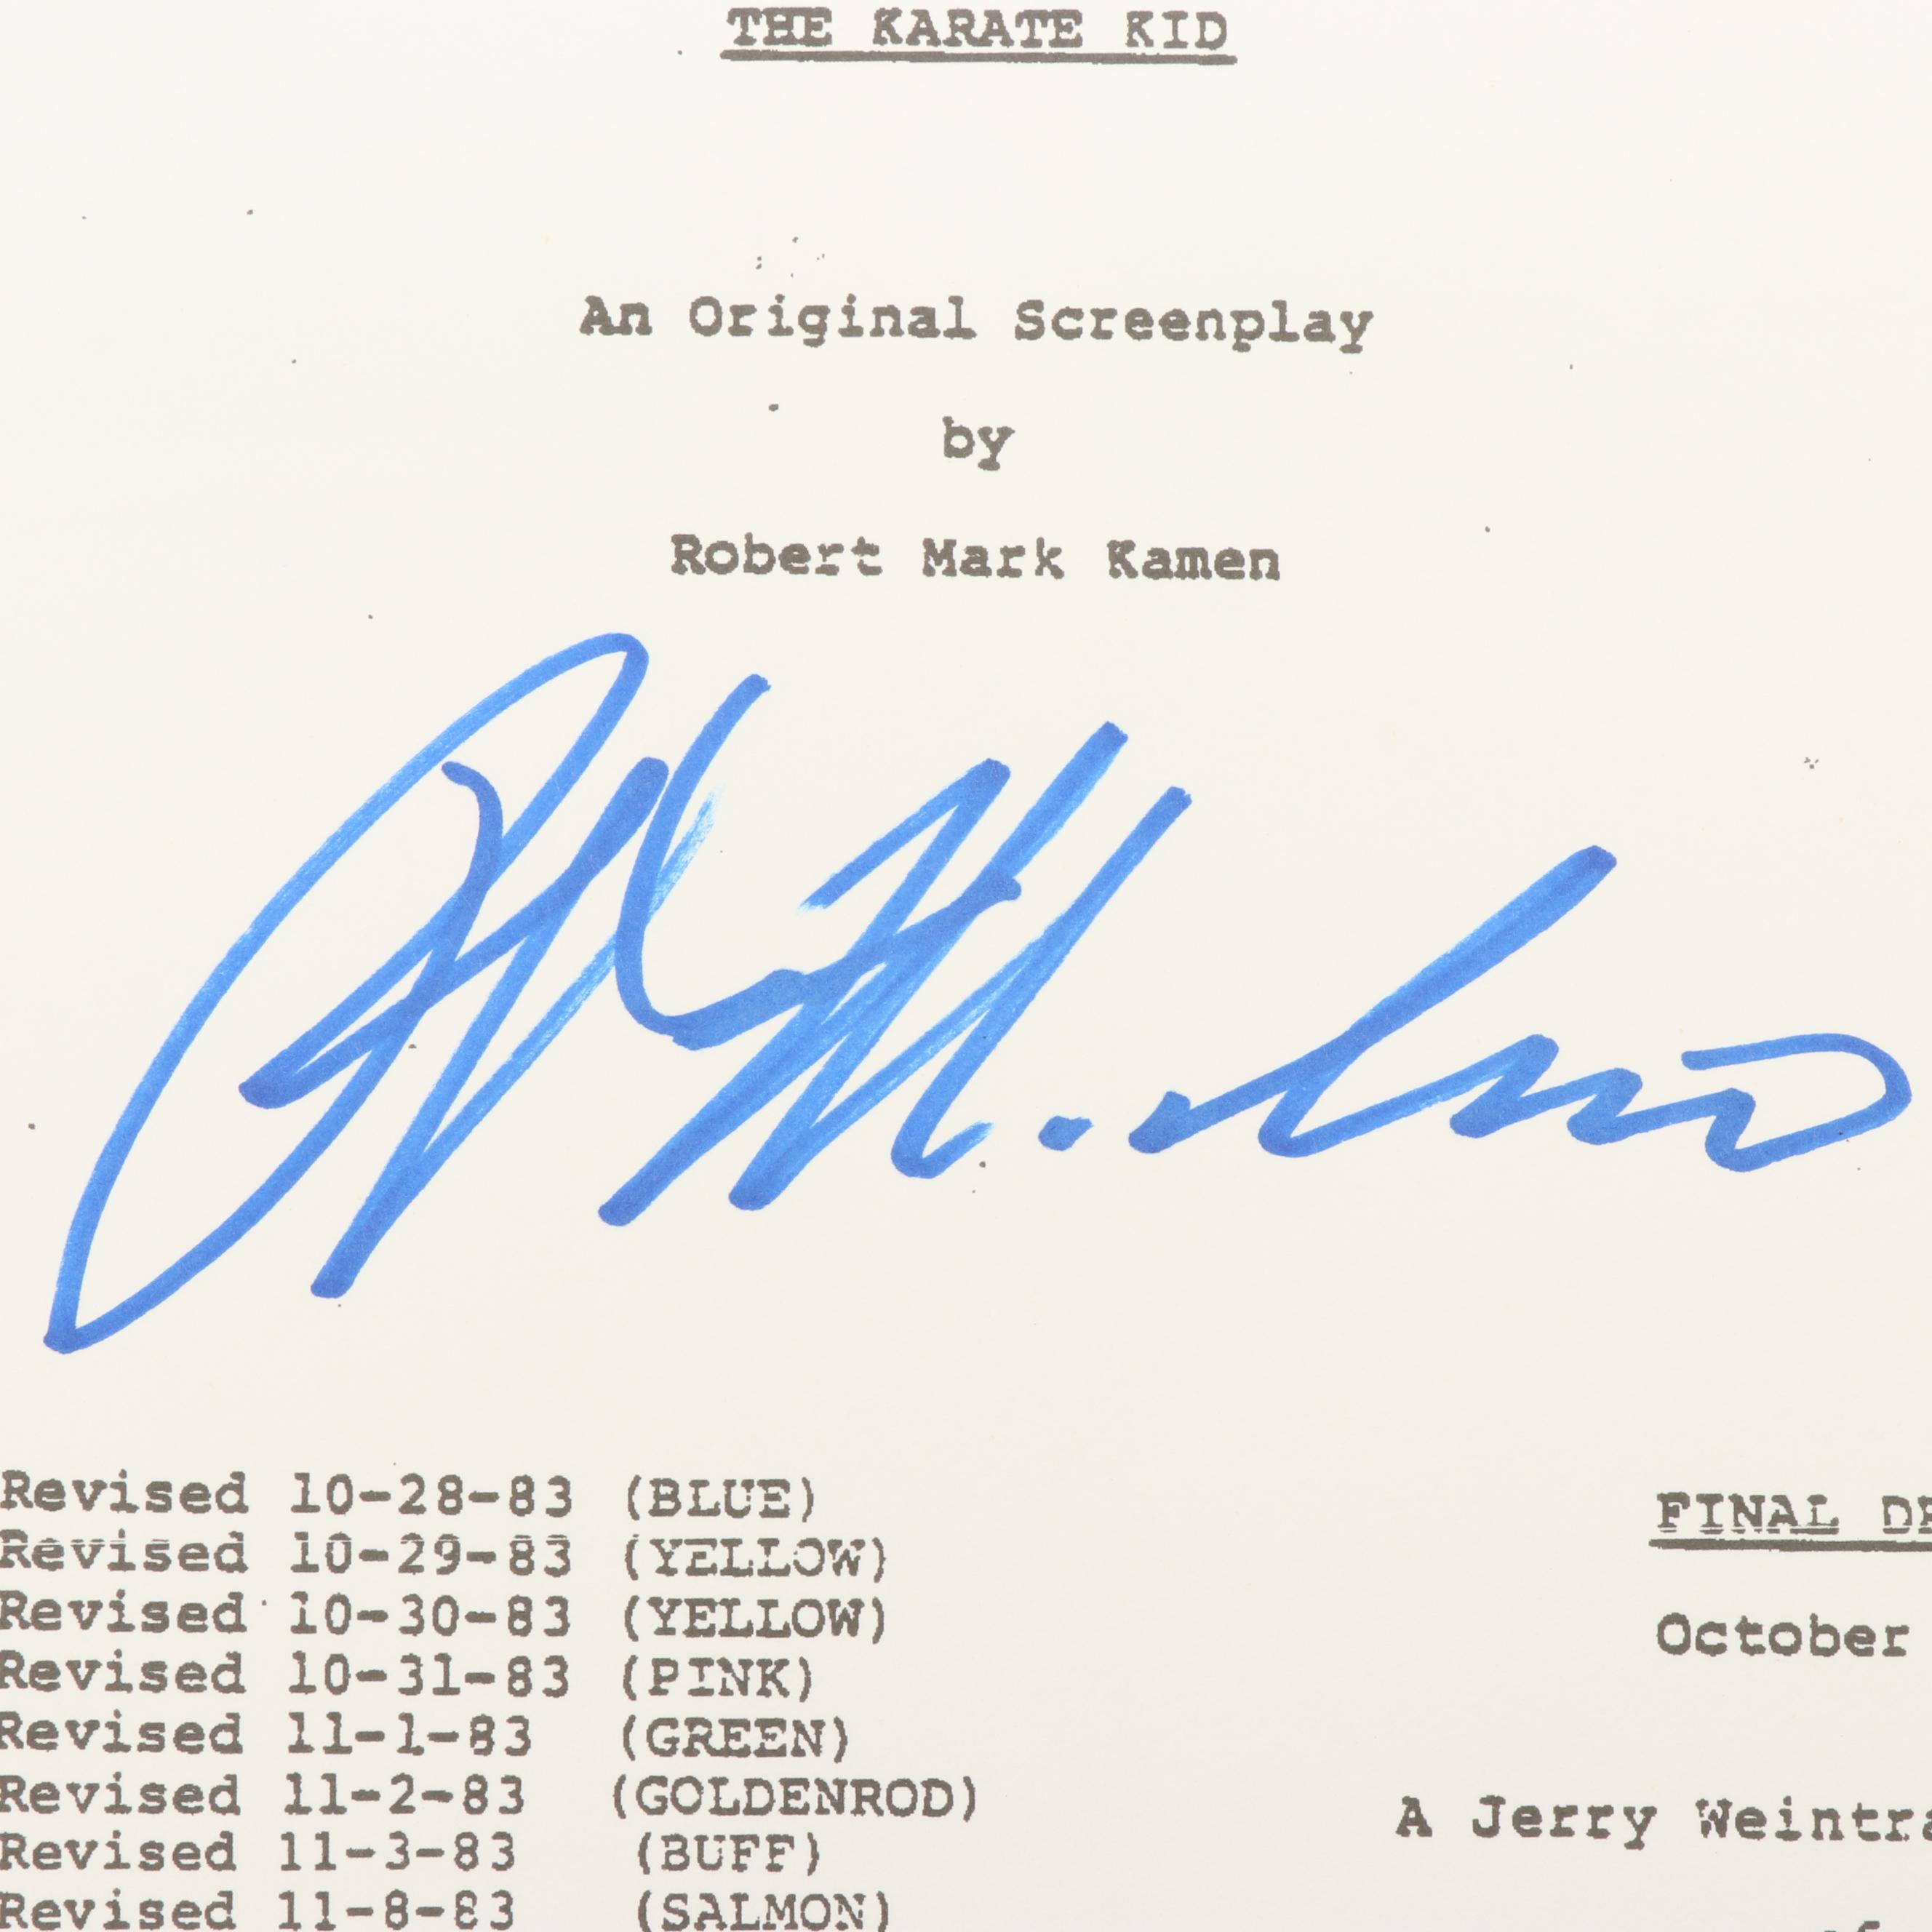 THE KARATE KID
An Original Screenplay
by
Robert Mark Kamen
Revised 10-28-83 (BLUE)
Revised 10-29-83 (YELLOW)
Revised 10-30-83 (YELLOW)
Revised 10-31-83 (PINK)
Revised 11-1-83 (GREEN)
Revised 11-2-83 (GOLDENROD)
Revised 11-3-83 (BUFF)
Revised 11-8-83 (SALMON)
FINAL
October
A Jerry